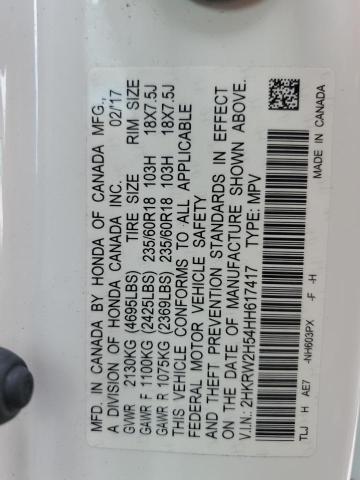 MFD. IN CANADA BY HONDA OF CANADA MFG.,
A DIVISION OF HONDA CANADA INC. 02/17
GVWR 2130KG (4695LBS) TIRE SIZE RIM SIZE
GAWR F 1100KG (2425LBS) 235/60R18 103H 18X7.5J
GAWR R 1075KG (2369LBS) 235/60R18 103H 18X7.5J
THIS VEHICLE CONFORMS TO ALL APPLICABLE
FEDERAL MOTOR VEHICLE SAFETY
AND THEFT PREVENTION STANDARDS IN EFFECT
ON THE DATE OF MANUFACTURE SHOWN ABOVE.
V.I.N.: 2HKRW2H54HH617417 TYPE: MPV
TLJ H AE7 -NH603PX -F -H
MADE IN CANADA